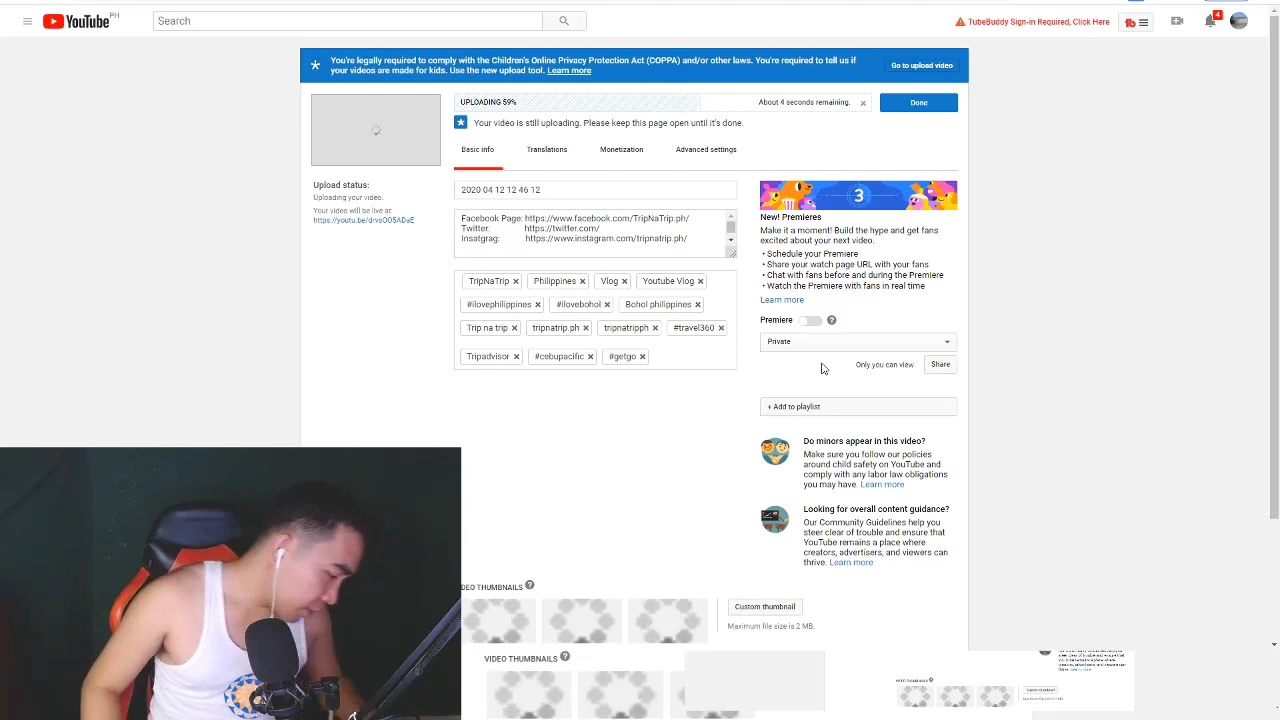 YouTube PH
Search
TubeBuddy Sign-in Required, Click Here
4
You're legally required to comply with the Children's Online Privacy Protection Act (COPPA) and/or other laws. You're required to tell us if
your videos are made for kids. Use the new upload tool. Learn more
Go to upload video
UPLOADING 59%
About 4 seconds remaining.
Done
Your video is still uploading. Please keep this page open until it's done.
Basic info
Translations
Monetization
Advanced settings
Upload status:
Uploading your video.
Your video will be live at:
https://youtu.be/drvsOO5ADaE
2020 04 12 12 46 12
Facebook Page: https://www.facebook.com/TripNaTrip.ph/
Twitter: https://twitter.com/
Insatgrag: https://www.instagram.com/tripnatrip.ph/
TripNaTrip
Philippines
Vlog
Youtube Vlog
#ilovephilippines
#ilovebohol
Bohol philippines
Trip na trip
tripnatrip.ph
tripnatripph
#travel360
Tripadvisor
#cebupacific
#getgo
3
New! Premieres
Make it a moment! Build the hype and get fans
excited about your next video.
• Schedule your Premiere
• Share your watch page URL with your fans
• Chat with fans before and during the Premiere
• Watch the Premiere with fans in real time
Learn more
Premiere
Private
Only you can view
Share
+ Add to playlist
Do minors appear in this video?
Make sure you follow our policies
around child safety on YouTube and
comply with any labor law obligations
you may have. Learn more
Looking for overall content guidance?
Our Community Guidelines help you
steer clear of trouble and ensure that
YouTube remains a place where
creators, advertisers, and viewers can
thrive. Learn more
DEO THUMBNAILS
Custom thumbnail
Maximum file size is 2 MB.
VIDEO THUMBNAILS